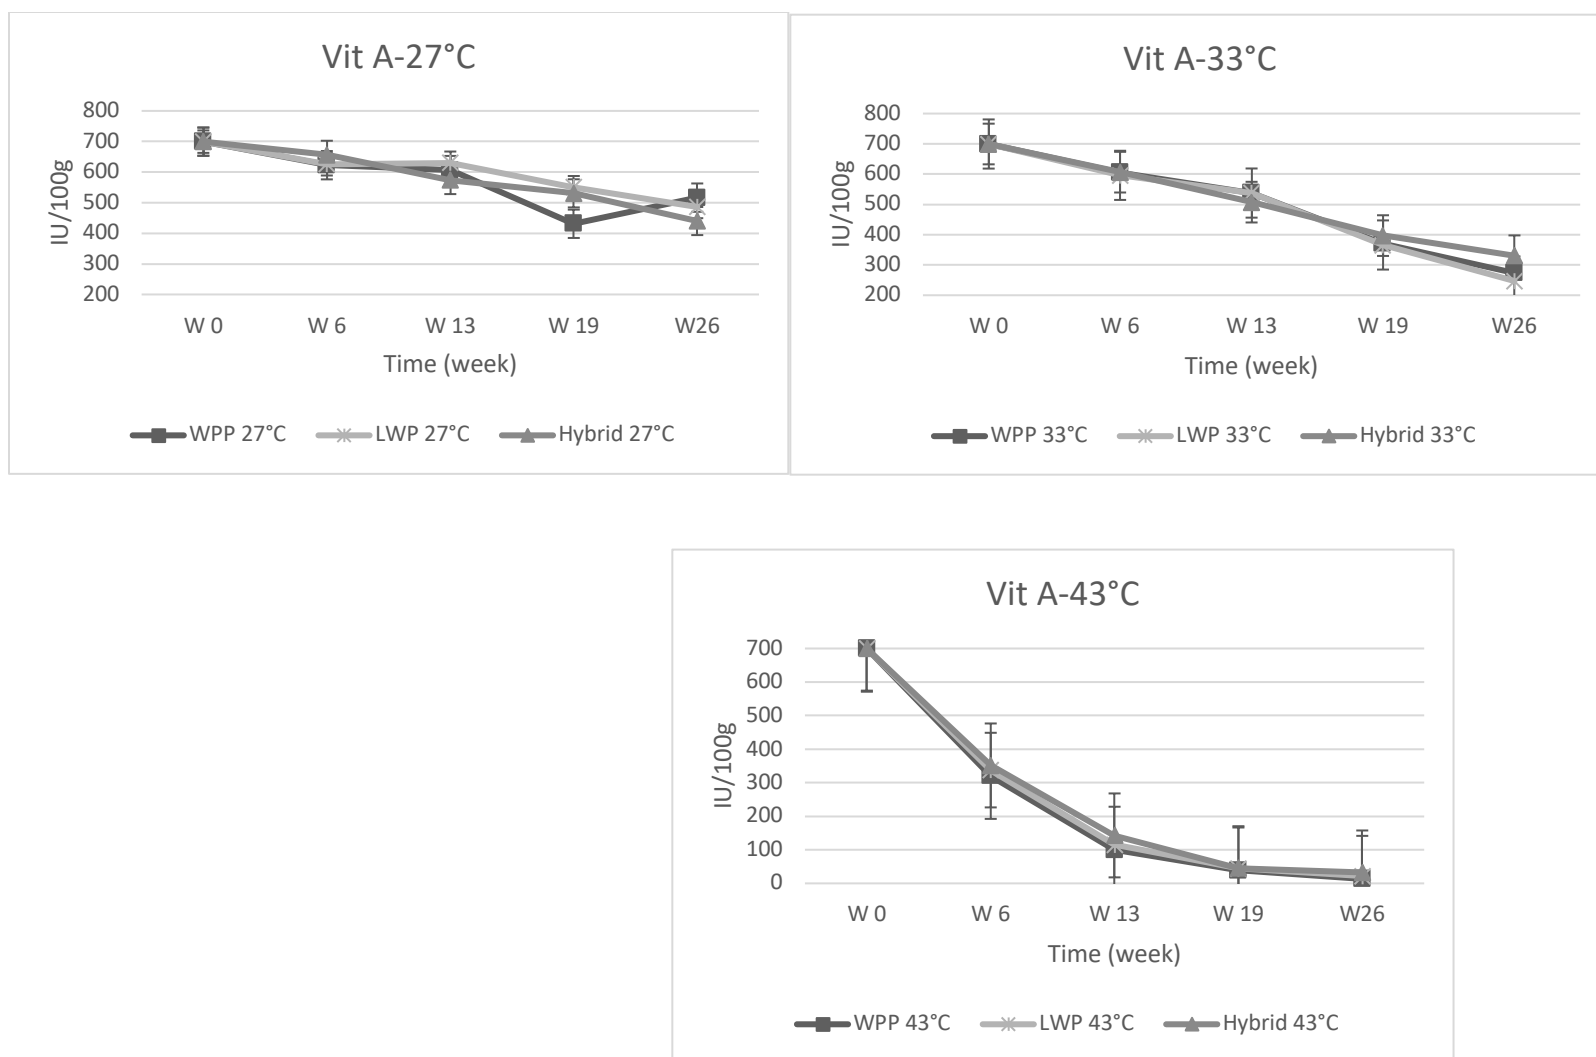 Vit A-27°C
800
700
600
500
400
300
200
IU/100g
W 0 W 6 W 13 W 19 W26
Time (week)
WPP 27°C LWP 27°C Hybrid 27°C
Vit A-33°C
800
700
600
500
400
300
200
IU/100g
W 0 W 6 W 13 W 19 W26
Time (week)
WPP 33°C LWP 33°C Hybrid 33°C
Vit A-43°C
700
600
500
400
300
200
100
0
IU/100g
W 0 W 6 W 13 W 19 W26
Time (week)
WPP 43°C LWP 43°C Hybrid 43°C